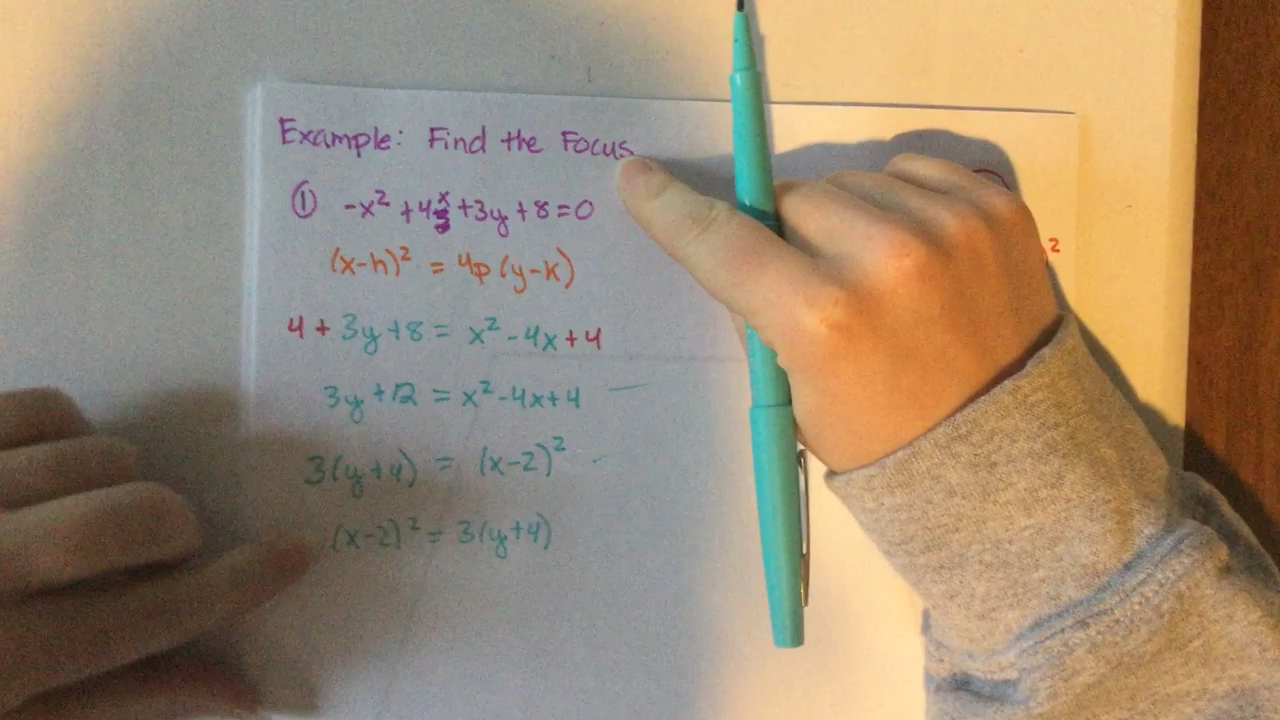 Example: Find the Focus
① -x² + 4x + 3y + 8 = 0
(x-h)² = 4p(y-k)
4 + 3y + 8 = x² - 4x + 4
3y + 12 = x² - 4x + 4
3(y+4) = (x-2)²
(x-2)² = 3(y+4)
2